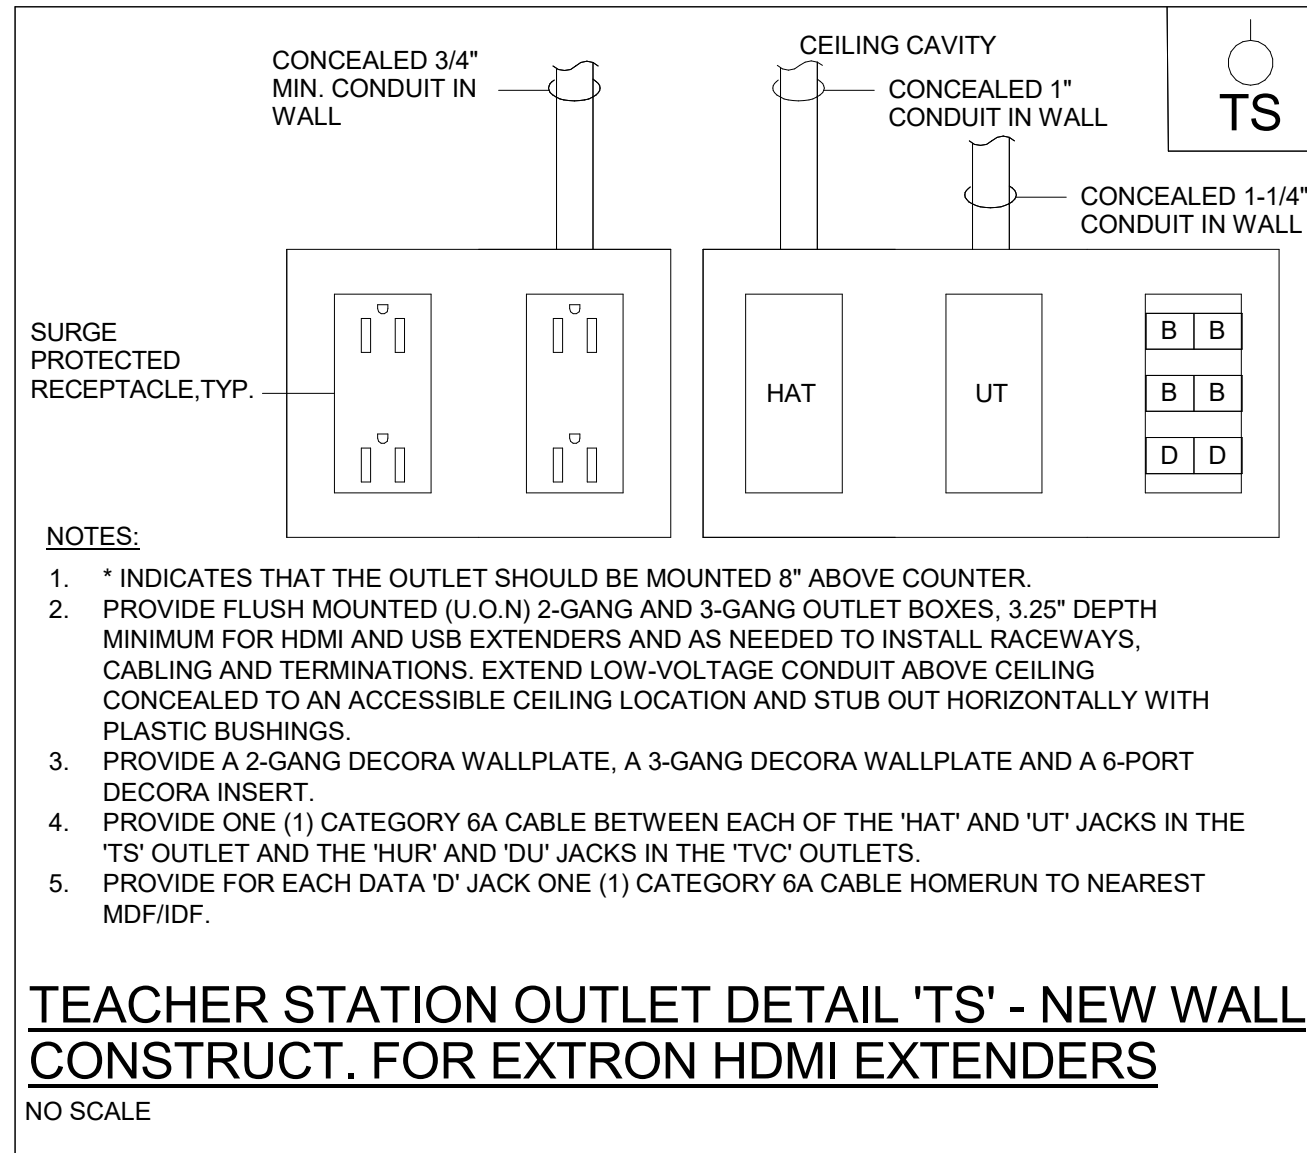 CONCEALED 3/4"
MIN. CONDUIT IN
WALL
CEILING CAVITY
CONCEALED 1"
CONDUIT IN WALL
TS
CONCEALED 1-1/4"
CONDUIT IN WALL
SURGE
PROTECTED
RECEPTACLE,TYP.
HAT
UT
B B
B B
D D
NOTES:
1. * INDICATES THAT THE OUTLET SHOULD BE MOUNTED 8" ABOVE COUNTER.
2. PROVIDE FLUSH MOUNTED (U.O.N) 2-GANG AND 3-GANG OUTLET BOXES, 3.25" DEPTH
MINIMUM FOR HDMI AND USB EXTENDERS AND AS NEEDED TO INSTALL RACEWAYS,
CABLING AND TERMINATIONS. EXTEND LOW-VOLTAGE CONDUIT ABOVE CEILING
CONCEALED TO AN ACCESSIBLE CEILING LOCATION AND STUB OUT HORIZONTALLY WITH
PLASTIC BUSHINGS.
3. PROVIDE A 2-GANG DECORA WALLPLATE, A 3-GANG DECORA WALLPLATE AND A 6-PORT
DECORA INSERT.
4. PROVIDE ONE (1) CATEGORY 6A CABLE BETWEEN EACH OF THE 'HAT' AND 'UT' JACKS IN THE
'TS' OUTLET AND THE 'HUR' AND 'DU' JACKS IN THE 'TVC' OUTLETS.
5. PROVIDE FOR EACH DATA 'D' JACK ONE (1) CATEGORY 6A CABLE HOMERUN TO NEAREST
MDF/IDF.
TEACHER STATION OUTLET DETAIL 'TS' - NEW WALL
CONSTRUCT. FOR EXTRON HDMI EXTENDERS
NO SCALE